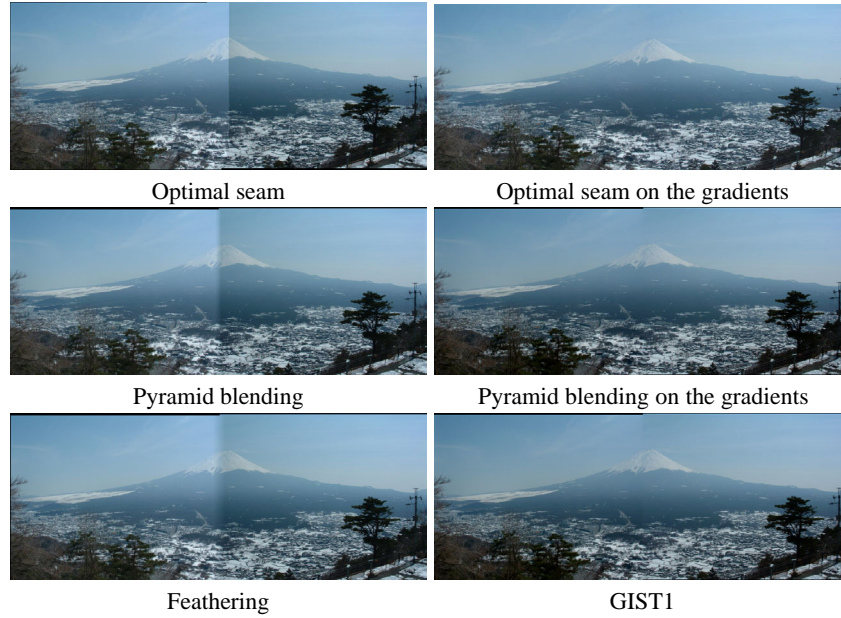 Optimal seam
Optimal seam on the gradients
Pyramid blending
Pyramid blending on the gradients
Feathering
GIST1